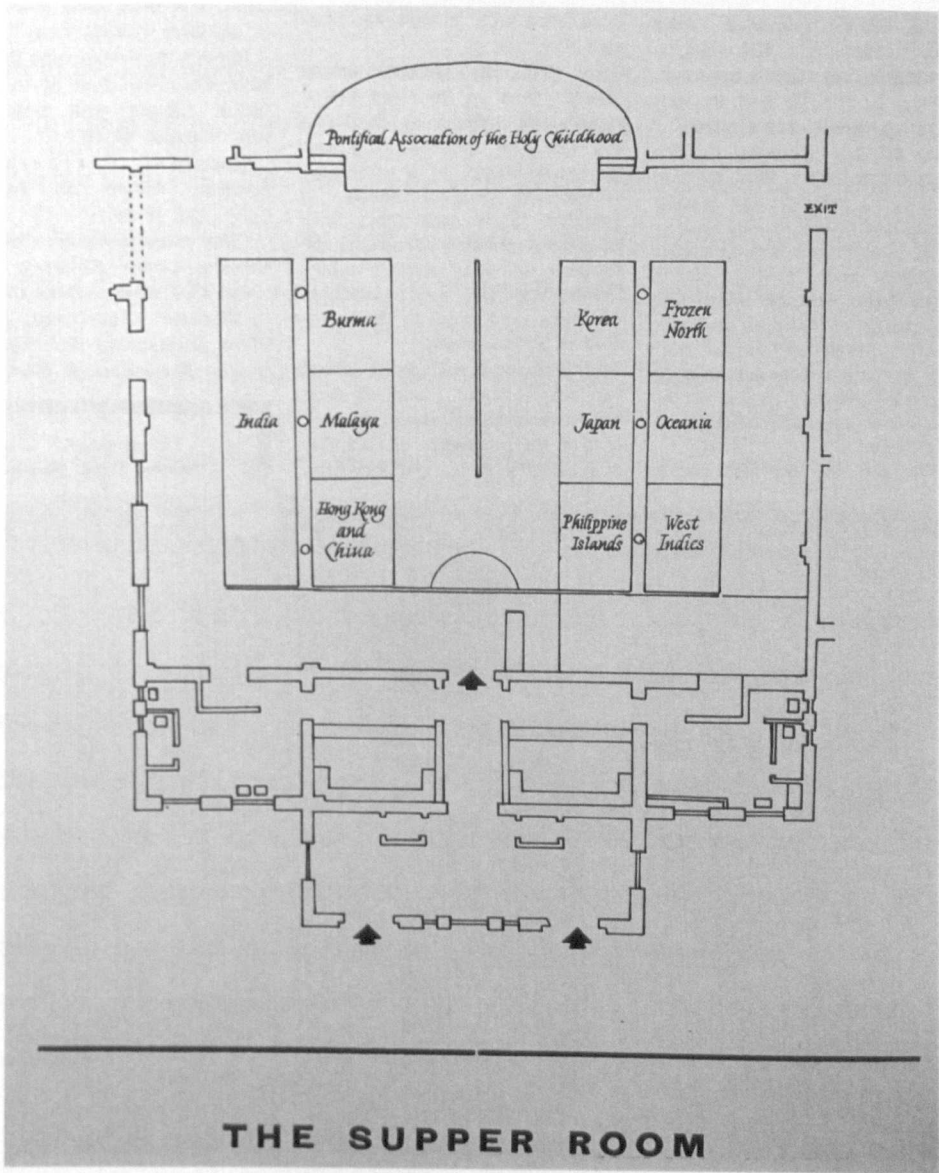 Pontifical Association of the Holy Childhood
EXIT
Burma
Korea
Frozen
North
India
Malaya
Japan
Oceania
Hong Kong
and
China
Philippine
Islands
West
Indies
THE SUPPER ROOM